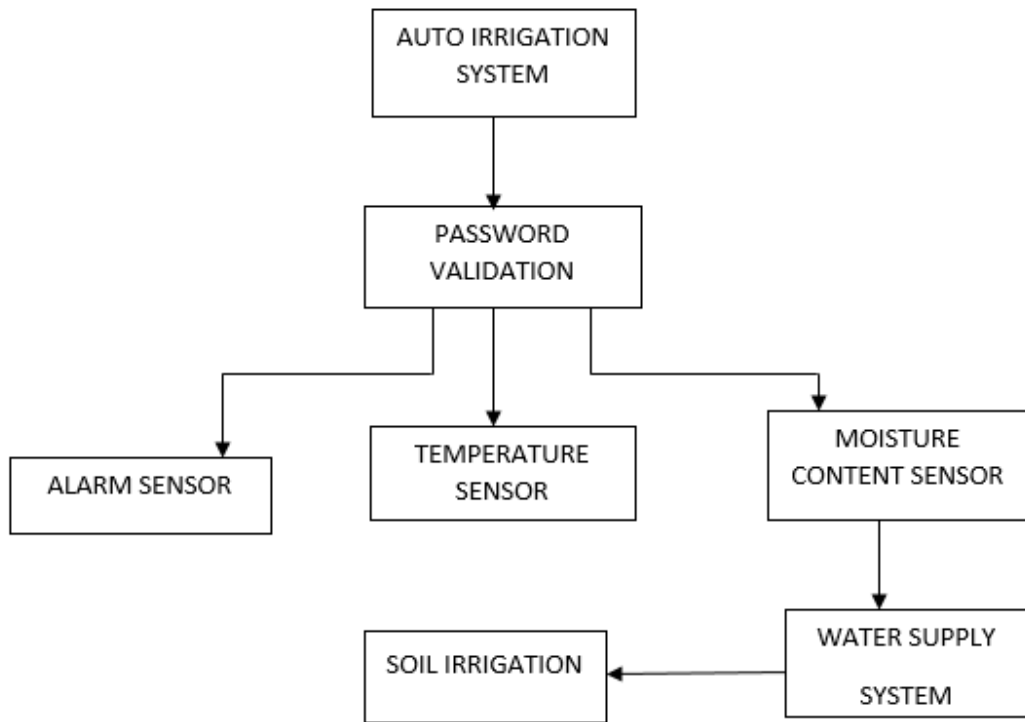 AUTO IRRIGATION
SYSTEM
PASSWORD
VALIDATION
ALARM SENSOR
TEMPERATURE
SENSOR
MOISTURE
CONTENT SENSOR
SOIL IRRIGATION
WATER SUPPLY
SYSTEM